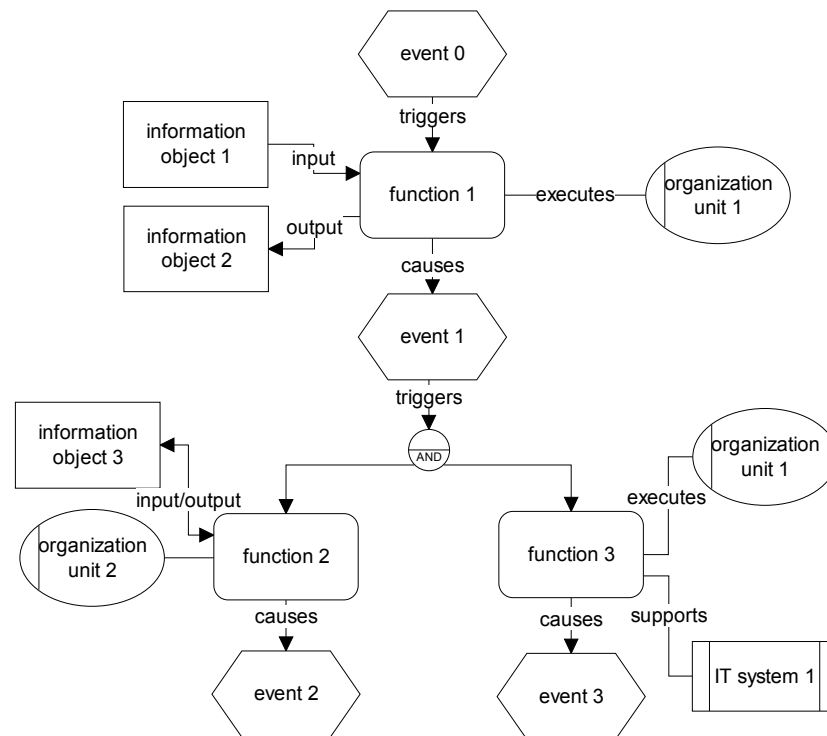 event 0
triggers
information
object 1
input
function 1
executes
organization
unit 1
information
object 2
output
causes
event 1
triggers
AND
information
object 3
input/output
organization
unit 1
executes
organization
unit 2
function 2
function 3
causes
causes
supports
event 2
event 3
IT system 1